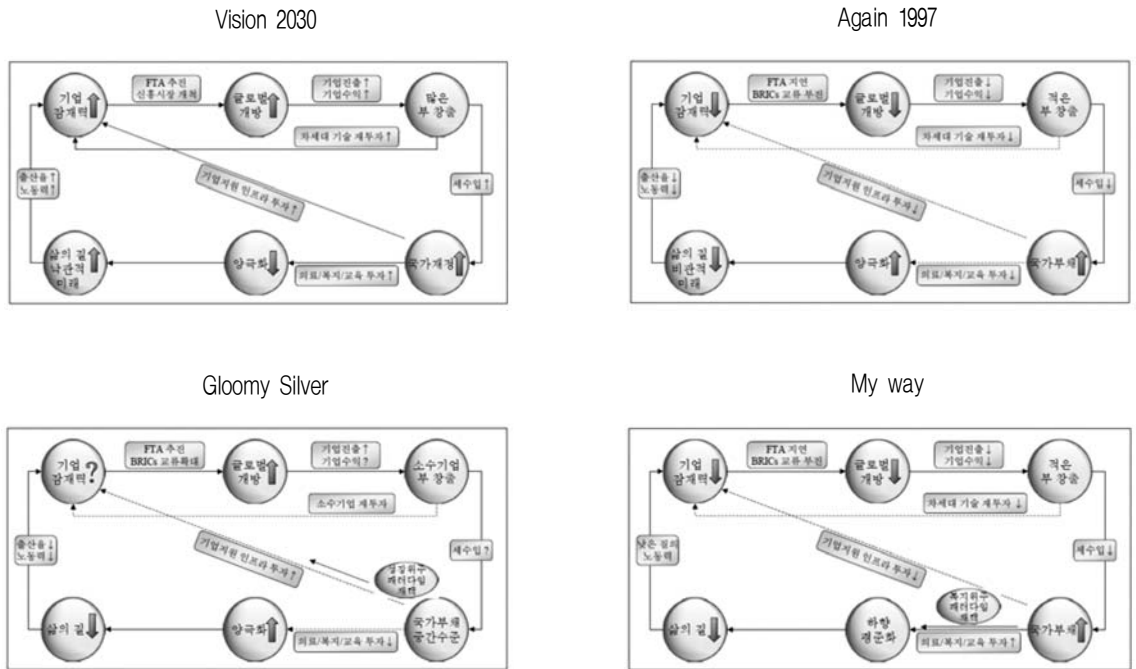 Vision 2030
기업
잠재력
FTA 추진
신흥시장 개척
글로벌
개방
기업진출↑
기업수익↑
많은
부 창출
차세대 기술 재투자↑
출산율↑
노동력↑
기업지원 인프라 투자↑
세수입↑
삶의 질
낙관적
미래
양극화
의료/복지/교육 투자↑
국가재정
Again 1997
기업
잠재력
FTA 지연
BRICs 교류 부진
글로벌
개방
기업진출↓
기업수익↓
적은
부 창출
차세대 기술 재투자↓
출산율↓
노동력↓
기업지원 인프라 투자↓
세수입↓
삶의 질
비관적
미래
양극화
의료/복지/교육 투자↓
국가부채
Gloomy Silver
기업
잠재력?
FTA 추진
BRICs 교류확대
글로벌
개방
기업진출↑
기업수익?
소수기업
부 창출
소수기업 재투자
출산율↓
노동력↓
기업지원 인프라 투자↑
성장위주
패러다임
채택
세수입?
삶의 질
양극화
의료/복지/교육 투자↓
국가부채
중간수준
My way
기업
잠재력
FTA 지연
BRICs 교류 부진
글로벌
개방
기업진출↓
기업수익↓
적은
부 창출
차세대 기술 재투자↓
낮은 질의
노동력
기업지원 인프라 투자↓
복지위주
패러다임
채택
세수입↓
삶의 질
하향
평준화
의료/복지/교육 투자↑
국가부채